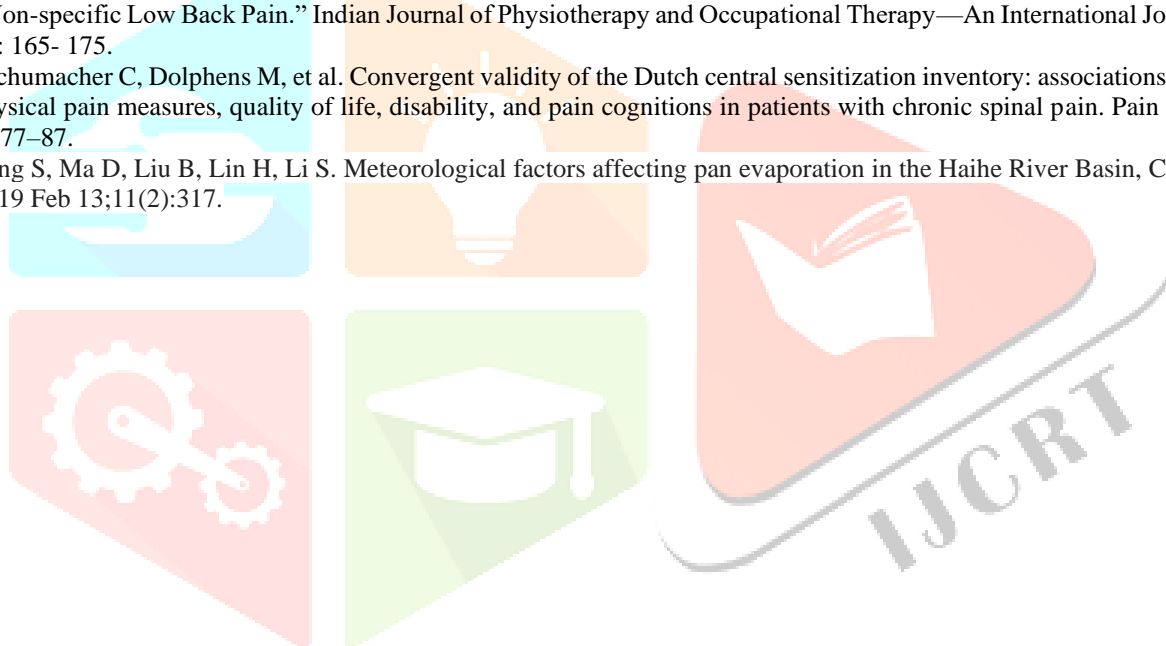 on-specific Low Back Pain.” Indian Journal of Physiotherapy and Occupational Therapy—An International Jo
: 165- 175.
chumacher C, Dolphens M, et al. Convergent validity of the Dutch central sensitization inventory: associations
ysical pain measures, quality of life, disability, and pain cognitions in patients with chronic spinal pain. Pain
77–87.
ng S, Ma D, Liu B, Lin H, Li S. Meteorological factors affecting pan evaporation in the Haihe River Basin, C
19 Feb 13;11(2):317.
IJCRT